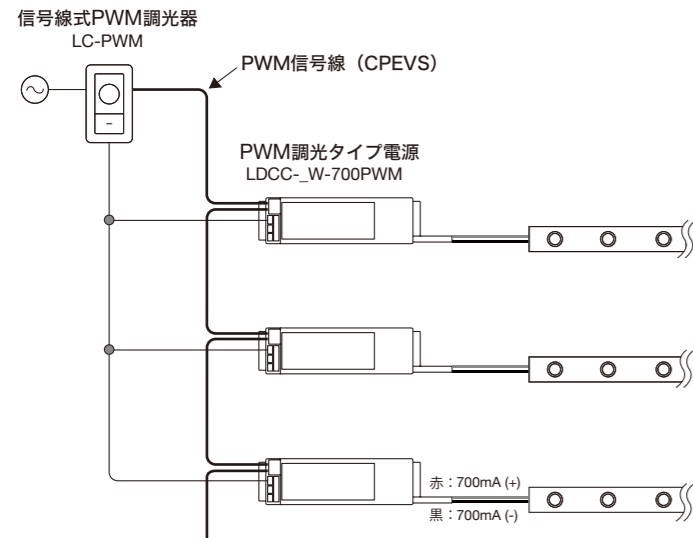 信号線式PWM調光器
LC-PWM
PWM信号線（CPEVS）
PWM調光タイプ電源
LDCC-_W-700PWM
赤：700mA (+)
黒：700mA (-)